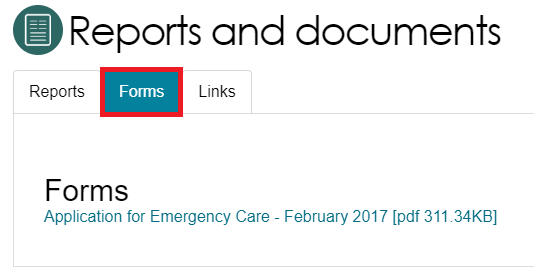 Reports and documents
Reports Forms Links
Forms
Application for Emergency Care - February 2017 [pdf 311.34KB]